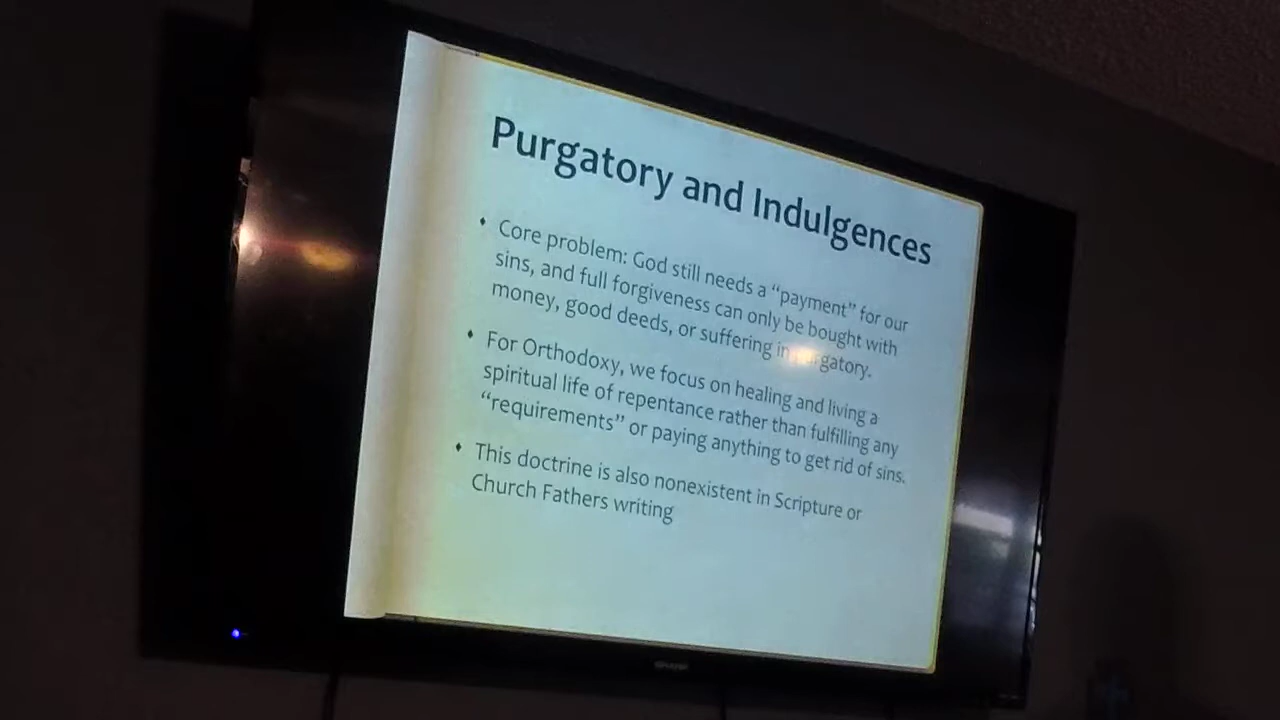 Purgatory and Indulgences
• Core problem: God still needs a “payment” for our
sins, and full forgiveness can only be bought with
money, good deeds, or suffering in purgatory.
• For Orthodoxy, we focus on healing and living a
spiritual life of repentance rather than fulfilling any
“requirements” or paying anything to get rid of sins.
• This doctrine is also nonexistent in Scripture or
Church Fathers writing
SHARP